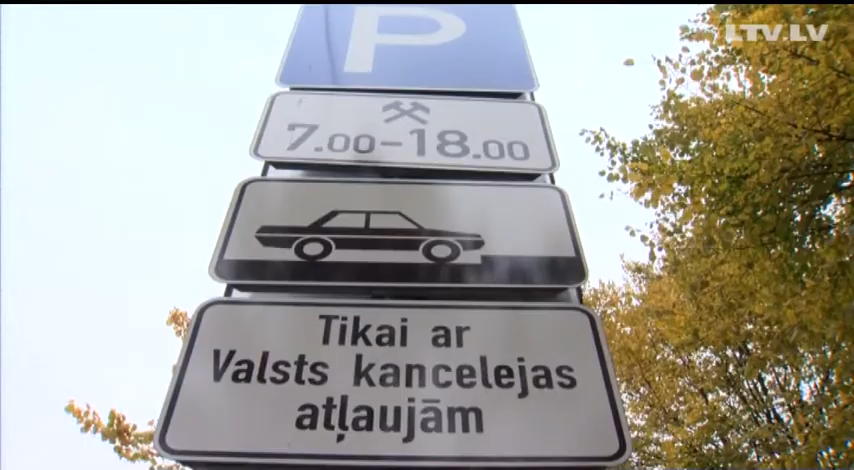 LTV.LV
P
7.00-18.00
Tikai ar
Valsts kancelejas
atļaujām